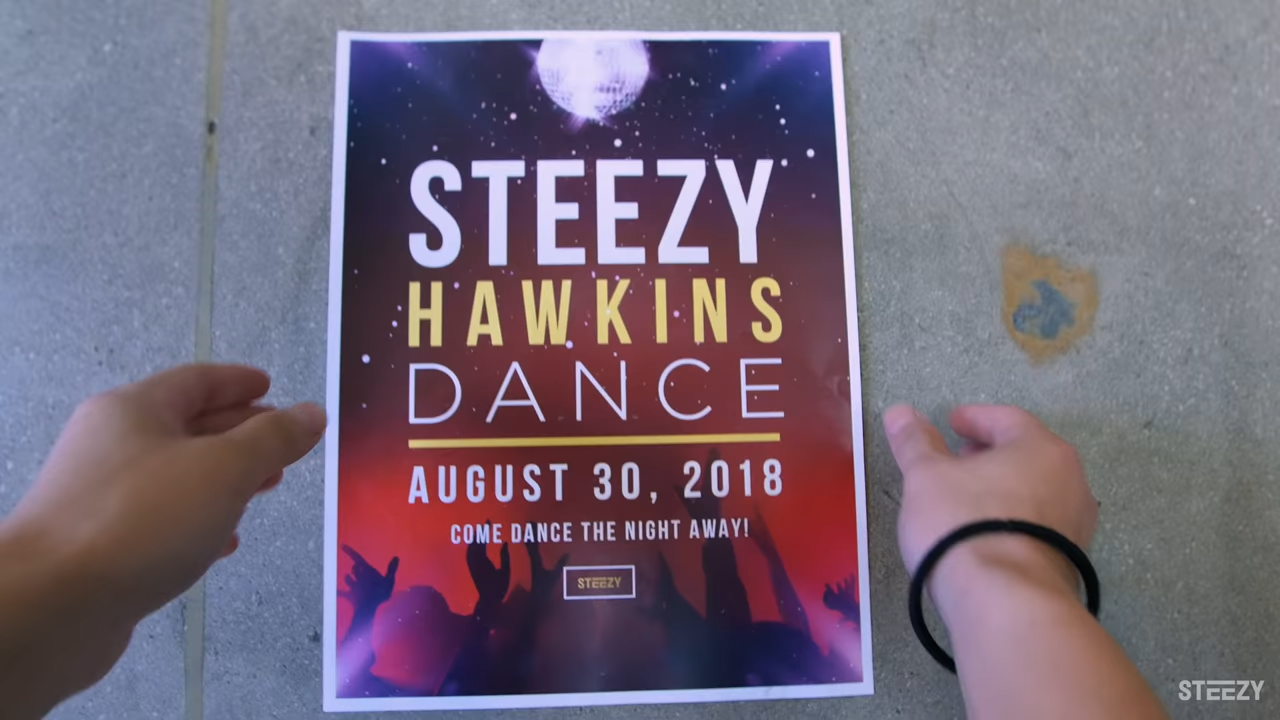 STEEZY
HAWKINS
DANCE
AUGUST 30, 2018
COME DANCE THE NIGHT AWAY!
STEEZY
STEEZY